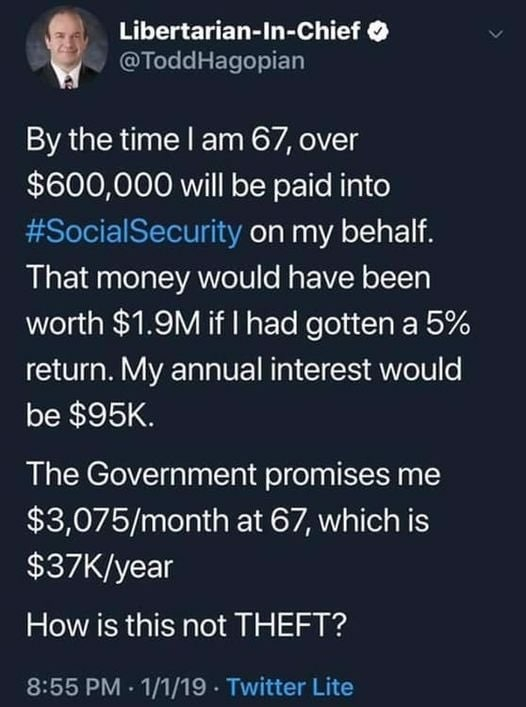 Libertarian-In-Chief
@ToddHagopian
By the time I am 67, over
$600,000 will be paid into
#SocialSecurity on my behalf.
That money would have been
worth $1.9M if I had gotten a 5%
return. My annual interest would
be $95K.
The Government promises me
$3,075/month at 67, which is
$37K/year
How is this not THEFT?
8:55 PM · 1/1/19 · Twitter Lite